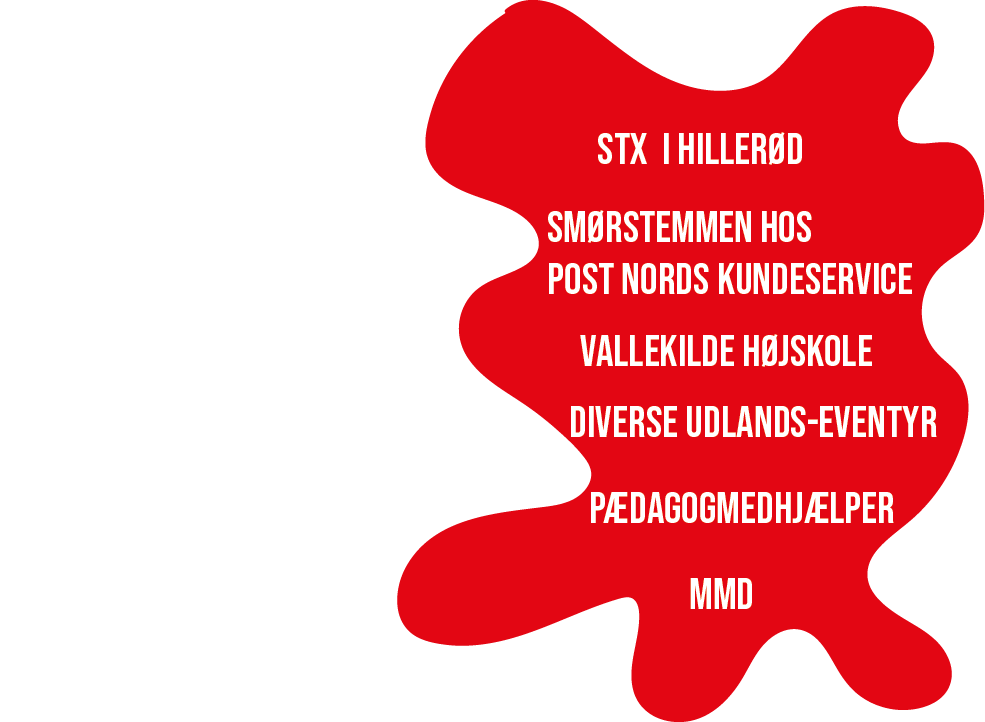 STX I HILLERØD
SMØRSTEMMEN HOS
POST NORDS KUNDESERVICE
VALLEKILDE HØJSKOLE
DIVERSE UDLANDS-EVENTYR
PÆDAGOGMEDHJÆLPER
MMD